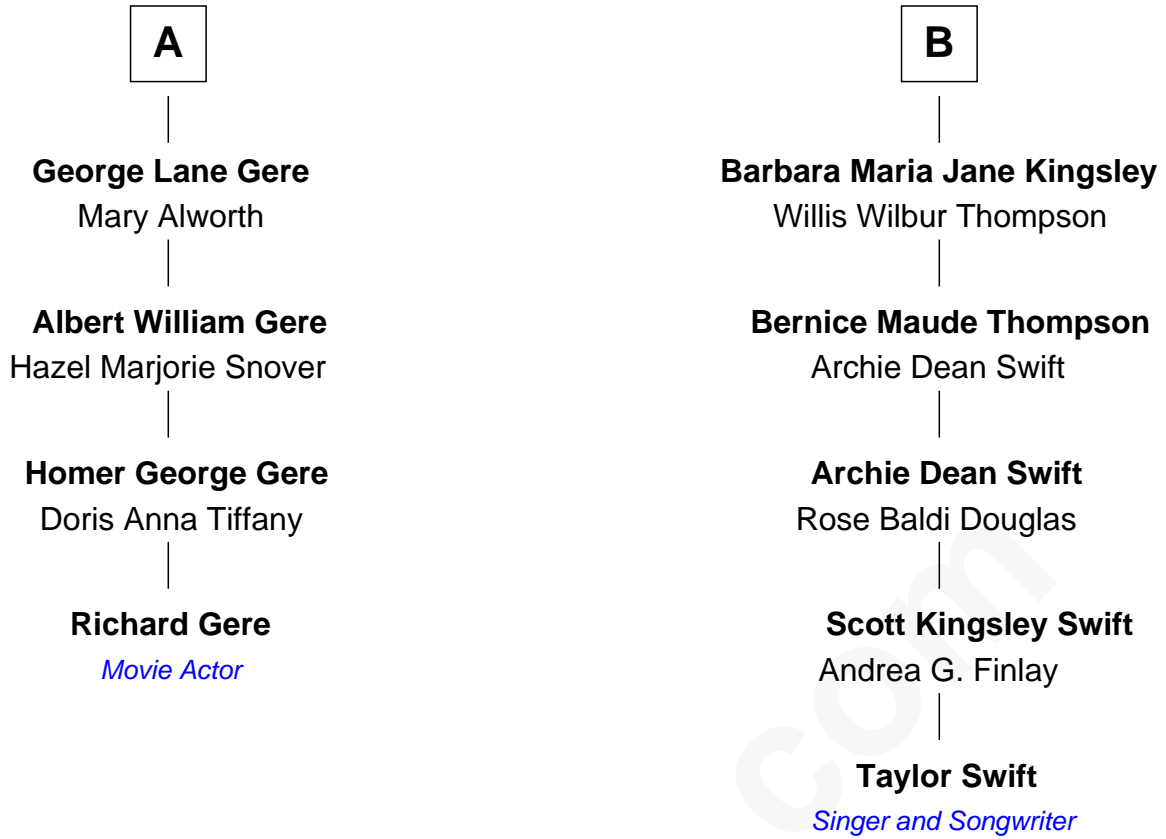 A
George Lane Gere
Mary Alworth
Albert William Gere
Hazel Marjorie Snover
Homer George Gere
Doris Anna Tiffany
Richard Gere
Movie Actor
B
Barbara Maria Jane Kingsley
Willis Wilbur Thompson
Bernice Maude Thompson
Archie Dean Swift
Archie Dean Swift
Rose Baldi Douglas
Scott Kingsley Swift
Andrea G. Finlay
Taylor Swift
Singer and Songwriter
com